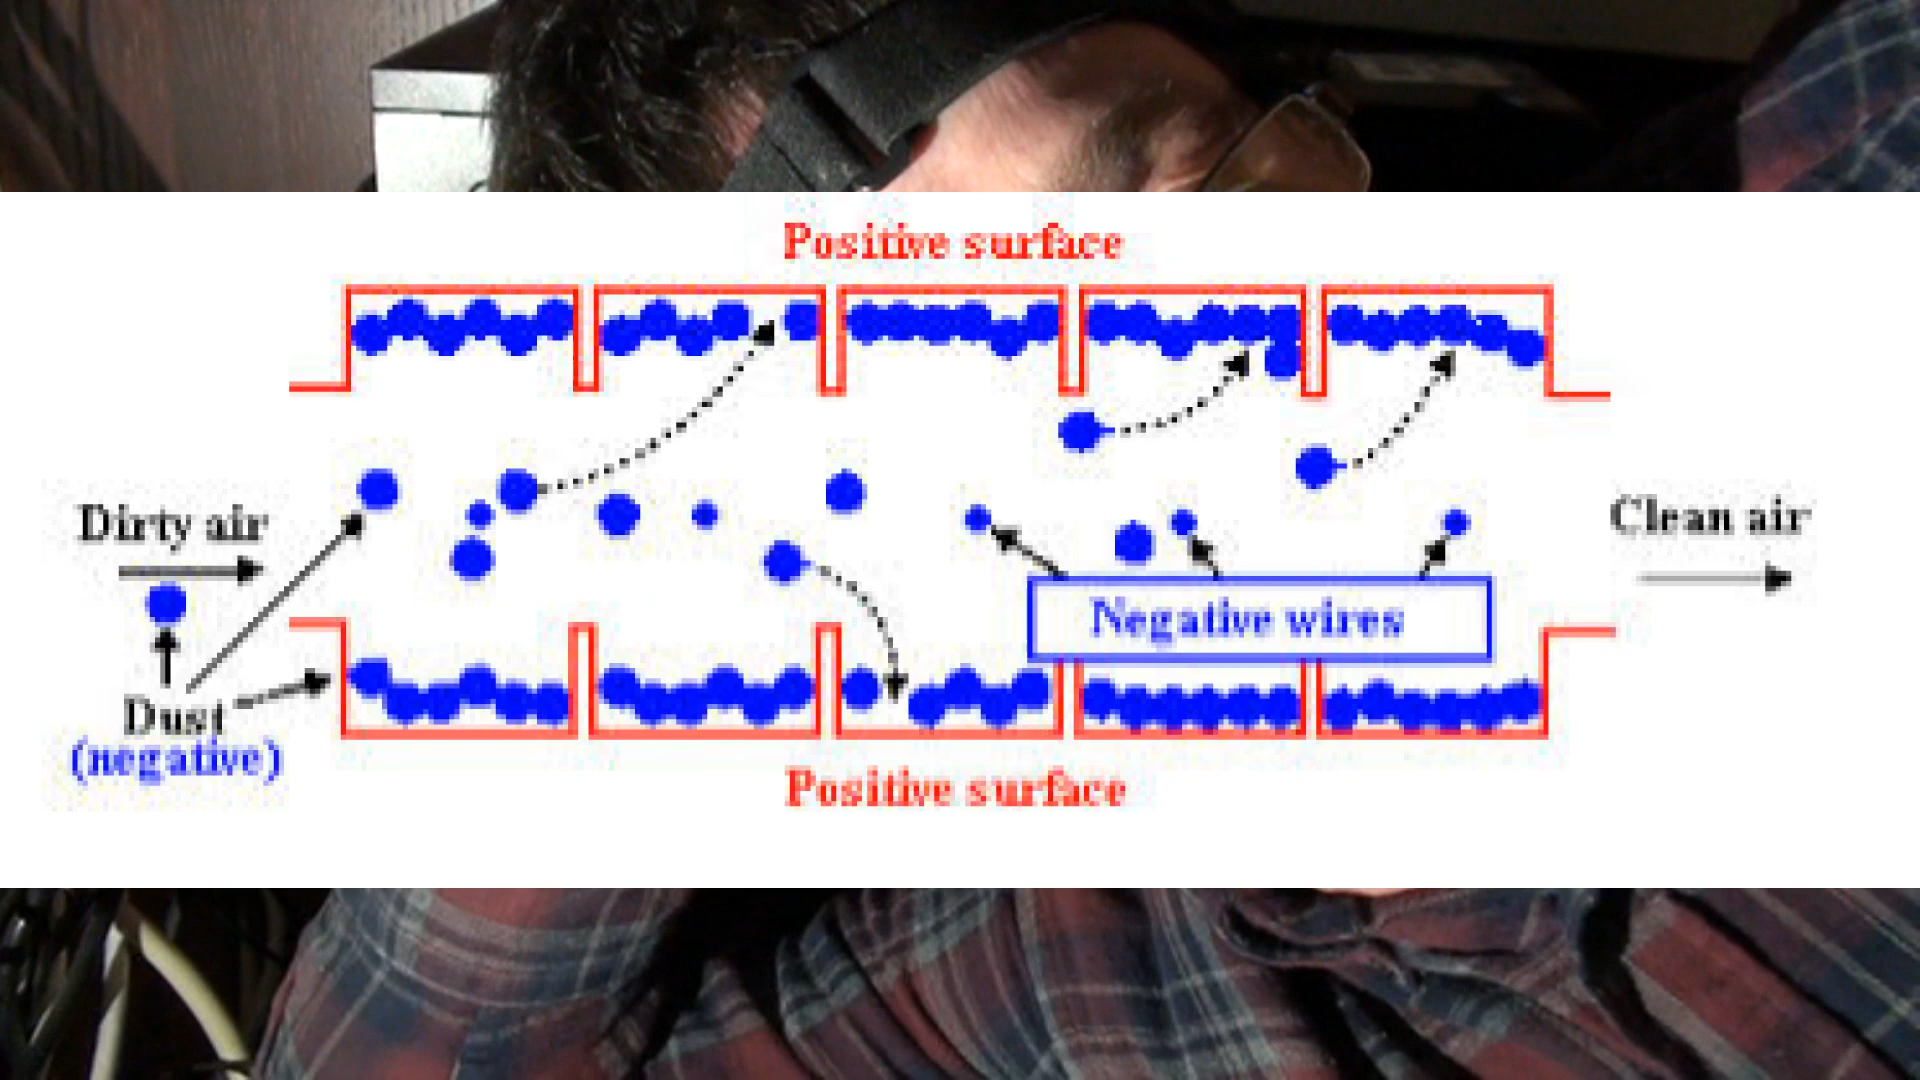 Positive surface
Dirty air
Clean air
Negative wires
Dust
(negative)
Positive surface